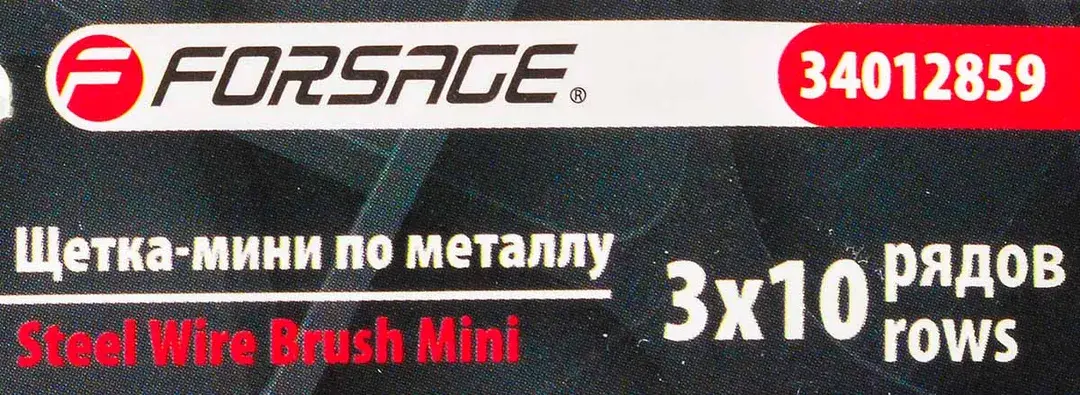 FORSAGE® 34012859
Щетка-мини по металлу
Steel Wire Brush Mini
3x10 рядов
rows